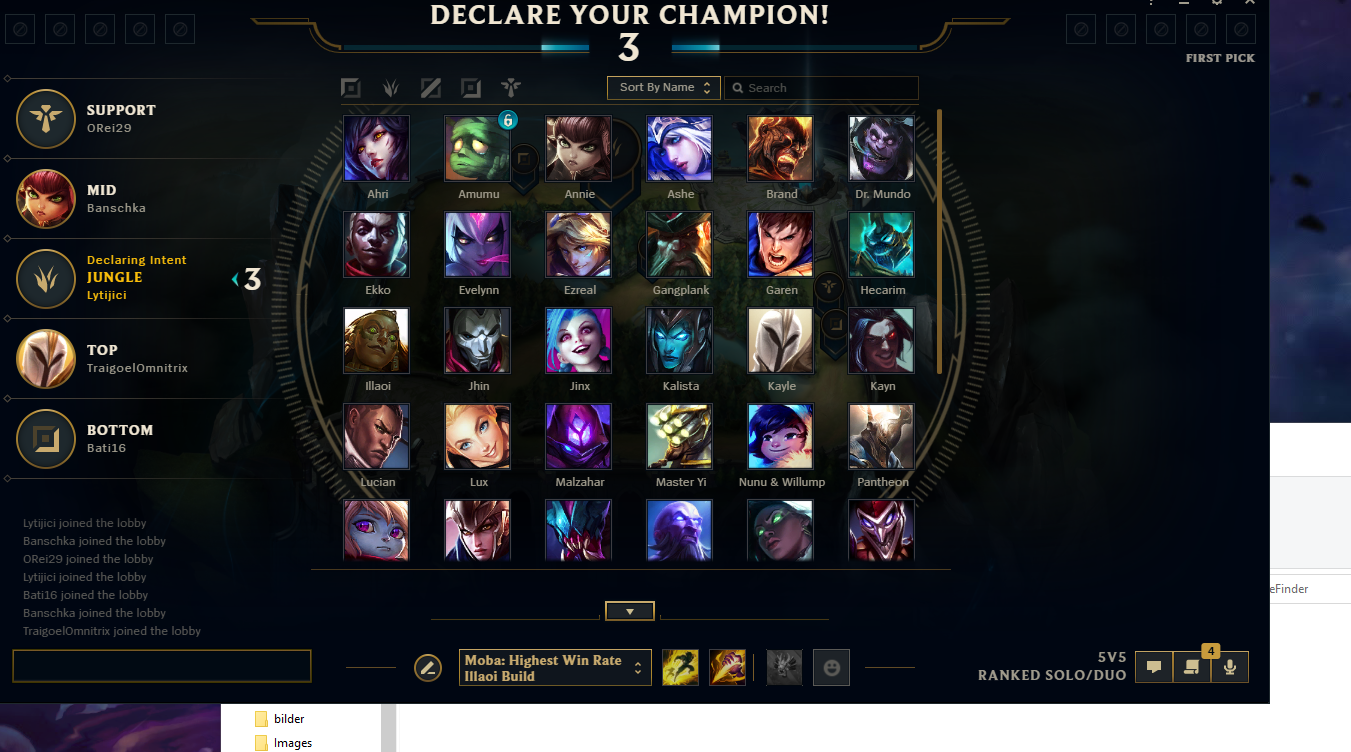 DECLARE YOUR CHAMPION!
3
FIRST PICK
Sort By Name
Search
SUPPORT
ORei29
MID
Banschka
Declaring Intent
JUNGLE
Lytijici
3
TOP
TraigoelOmnitrix
BOTTOM
Bati16
6
Ahri
Amumu
Annie
Ashe
Brand
Dr. Mundo
Ekko
Evelynn
Ezreal
Gangplank
Garen
Hecarim
Illaoi
Jhin
Jinx
Kalista
Kayle
Kayn
Lucian
Lux
Malzahar
Master Yi
Nunu & Willump
Pantheon
Lytijici joined the lobby
Banschka joined the lobby
ORei29 joined the lobby
Lytijici joined the lobby
Bati16 joined the lobby
Banschka joined the lobby
TraigoelOmnitrix joined the lobby
Moba: Highest Win Rate
Illaoi Build
5V5
RANKED SOLO/DUO
4
eFinder
bilder
Images